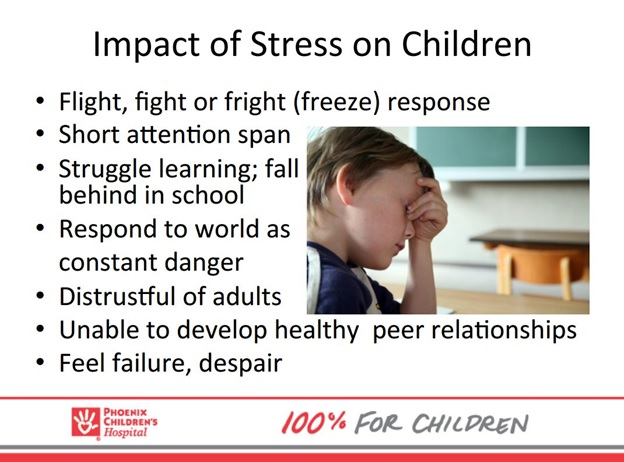 Impact of Stress on Children
• Flight, fight or fright (freeze) response
• Short attention span
• Struggle learning; fall
behind in school
• Respond to world as
constant danger
• Distrustful of adults
• Unable to develop healthy  peer relationships
• Feel failure, despair
PHOENIX
CHILDREN'S
Hospital
100% FOR CHILDREN